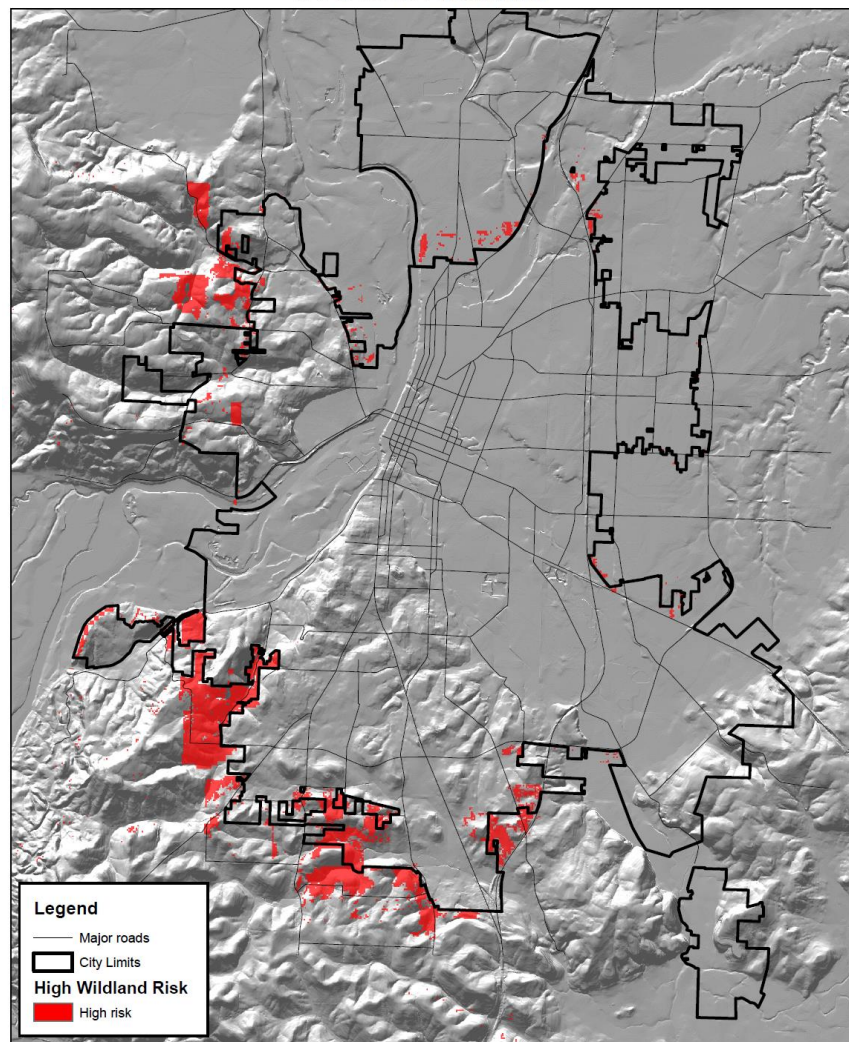 Legend
Major roads
City Limits
High Wildland Risk
High risk